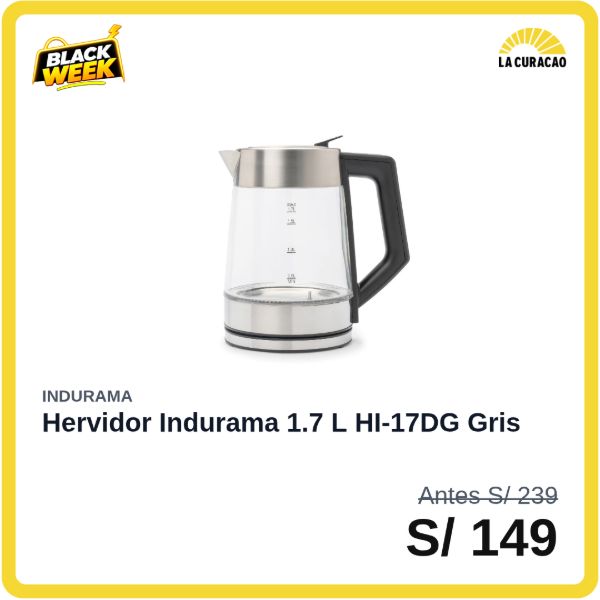 BLACK
WEEK
LA CURACAO
INDURAMA
Hervidor Indurama 1.7 L HI-17DG Gris
Antes S/ 239
S/ 149